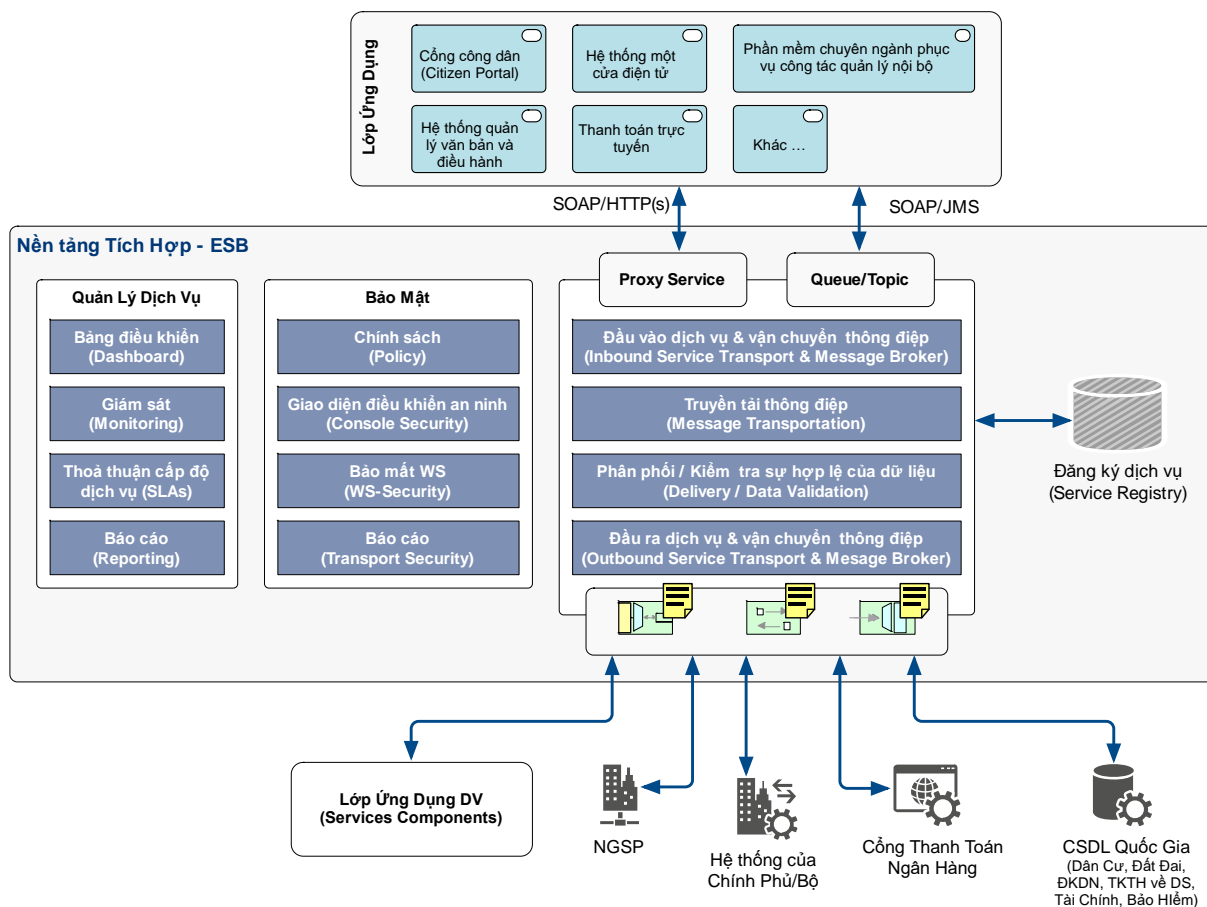 Lớp Ứng Dụng
Cổng công dân
(Citizen Portal)
Hệ thống một
cửa điện tử
Phần mềm chuyên ngành phục
vụ công tác quản lý nội bộ
Hệ thống quản
lý văn bản và
điều hành
Thanh toán trực
tuyến
Khác ...
SOAP/HTTP(s)
SOAP/JMS
Nền tảng Tích Hợp - ESB
Proxy Service
Queue/Topic
Quản Lý Dịch Vụ
Bảng điều khiển
(Dashboard)
Giám sát
(Monitoring)
Thoả thuận cấp độ
dịch vụ (SLAs)
Báo cáo
(Reporting)
Bảo Mật
Chính sách
(Policy)
Giao diện điều khiển an ninh
(Console Security)
Bảo mất WS
(WS-Security)
Báo cáo
(Transport Security)
Đầu vào dịch vụ & vận chuyển thông điệp
(Inbound Service Transport & Message Broker)
Truyền tải thông điệp
(Message Transportation)
Phân phối / Kiểm tra sự hợp lệ của dữ liệu
(Delivery / Data Validation)
Đầu ra dịch vụ & vận chuyển thông điệp
(Outbound Service Transport & Mesage Broker)
Đăng ký dịch vụ
(Service Registry)
Lớp Ứng Dụng DV
(Services Components)
NGSP
Hệ thống của
Chính Phủ/Bộ
Cổng Thanh Toán
Ngân Hàng
CSDL Quốc Gia
(Dân Cư, Đất Đai,
ĐKDN, TKTH về DS,
Tài Chính, Bảo HIểm)